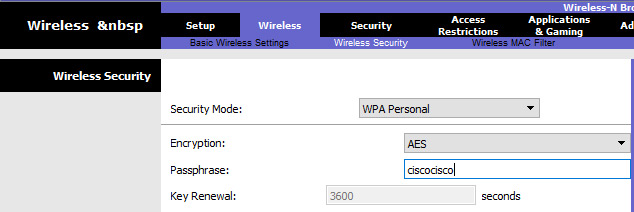 Wireless-N Bro
Wireless &nbsp
Setup Wireless Security Access Restrictions Applications & Gaming Ad
Basic Wireless Settings Wireless Security Wireless MAC Filter
Wireless Security
Security Mode: WPA Personal
Encryption: AES
Passphrase: ciscocisco
Key Renewal: 3600 seconds